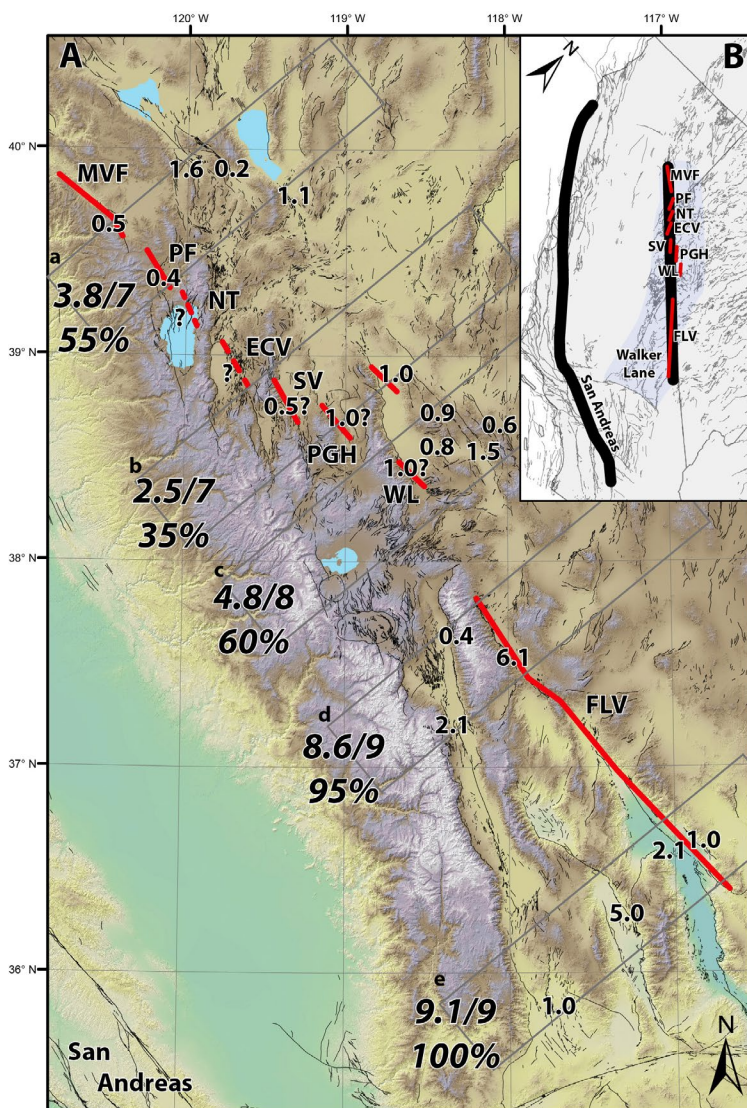 120° W
119° W
118° W
117° W
A
B
N
40° N
MVF
1.6
0.2
1.1
0.5
a
PF
0.4
3.8/7
55%
NT
?
39° N
ECV
?
SV
0.5?
1.0?
PGH
1.0
0.9
0.8
0.6
1.5
1.0?
WL
b
2.5/7
35%
38° N
c
4.8/8
60%
0.4
6.1
FLV
2.1
d
8.6/9
95%
37° N
1.0
2.1
5.0
36° N
e
9.1/9
100%
1.0
San
Andreas
N
MVF
PF
NT
ECV
SV
PGH
WL
FLV
Walker
Lane
San Andreas